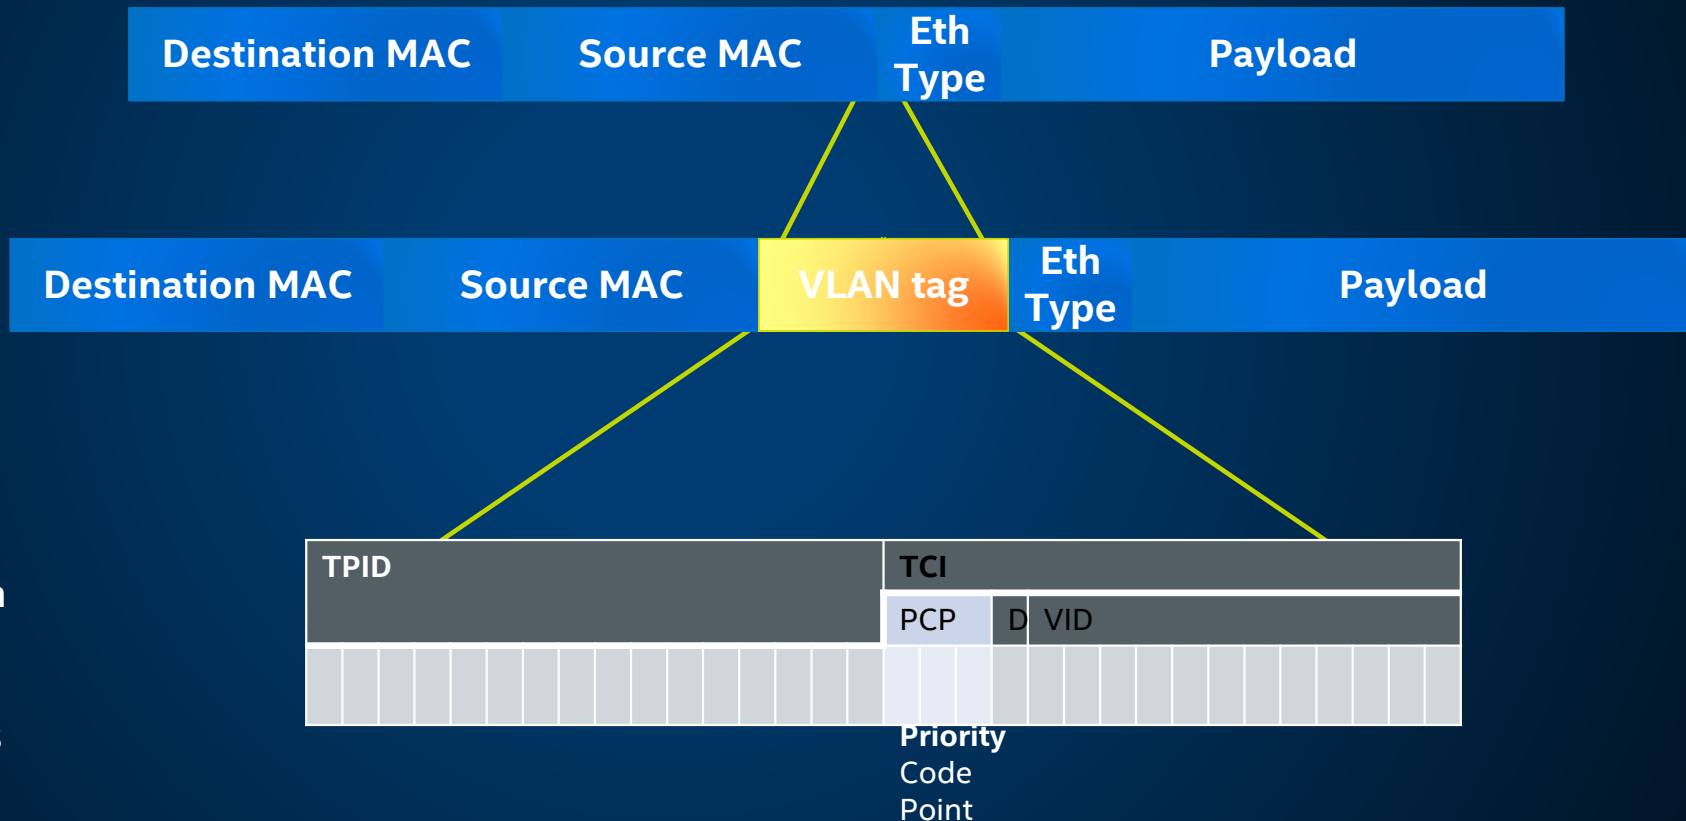 Destination MAC Source MAC Eth Type Payload
Destination MAC Source MAC VLAN tag Eth Type Payload
TPID TCI
PCP D VID
Priority
Code
Point